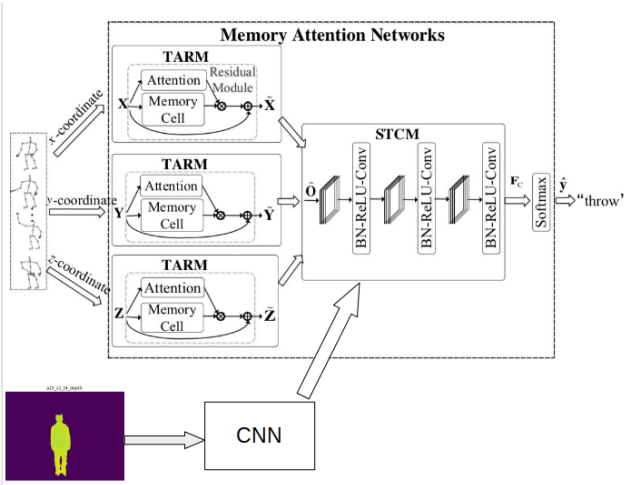 Memory Attention Networks
TARM
Residual
Module
Attention
X
Memory
Cell
X̃
x-coordinate
TARM
Attention
Y
Memory
Cell
Ỹ
y-coordinate
TARM
Attention
Z
Memory
Cell
Z̃
z-coordinate
STCM
Õ
BN-ReLU-Conv
BN-ReLU-Conv
BN-ReLU-Conv
F_C
Softmax
ŷ
“throw’
a15_s2_t4_depth
CNN